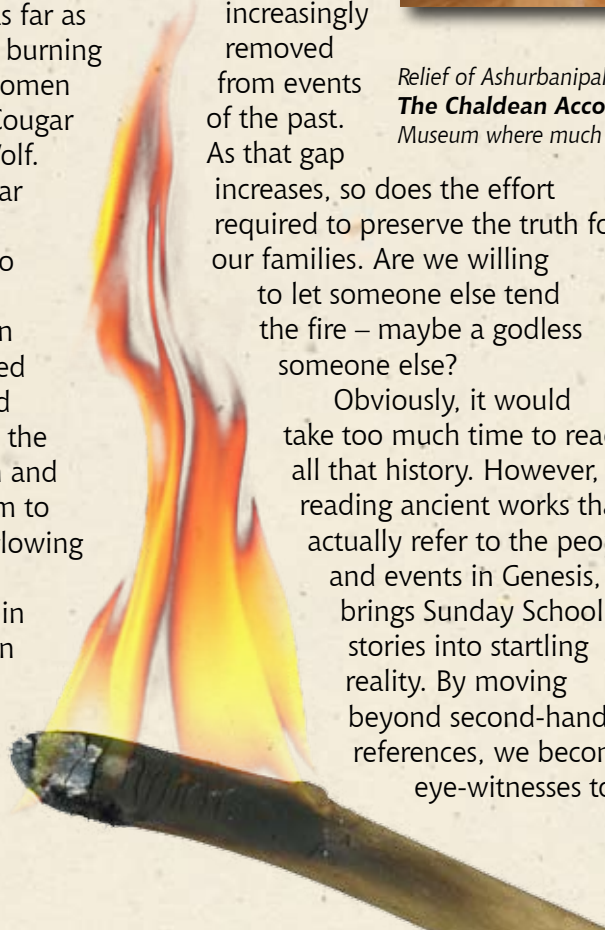 s far as
burning
omen
Cougar
olf.
ar
o
n
ed
d
the
and
m to
lowing
in
n
increasingly
removed
from events
of the past.
As that gap
increases, so does the effort
required to preserve the truth fo
our families. Are we willing
to let someone else tend
the fire – maybe a godless
someone else?
Obviously, it would
take too much time to rea
all that history. However,
reading ancient works tha
actually refer to the peo
and events in Genesis,
brings Sunday School
stories into startling
reality. By moving
beyond second-hand
references, we becom
eye-witnesses to
Relief of Ashurbanipal
The Chaldean Acco
Museum where much